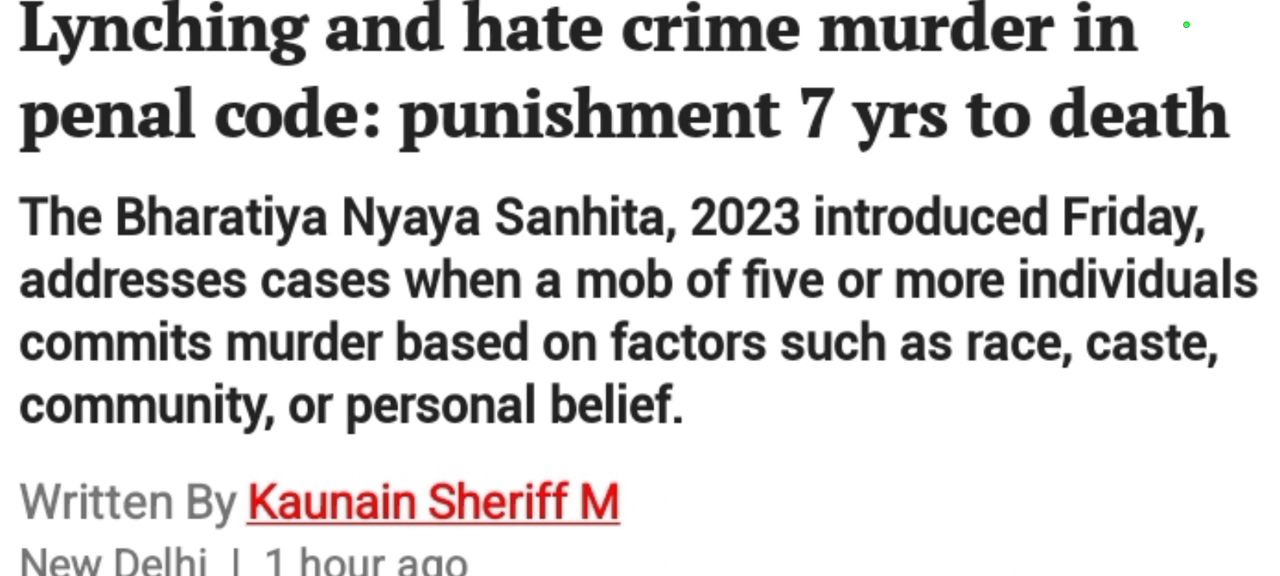 Lynching and hate crime murder in
penal code: punishment 7 yrs to death
The Bharatiya Nyaya Sanhita, 2023 introduced Friday,
addresses cases when a mob of five or more individuals
commits murder based on factors such as race, caste,
community, or personal belief.
Written By Kaunain Sheriff M
New Delhi | 1 hour ago